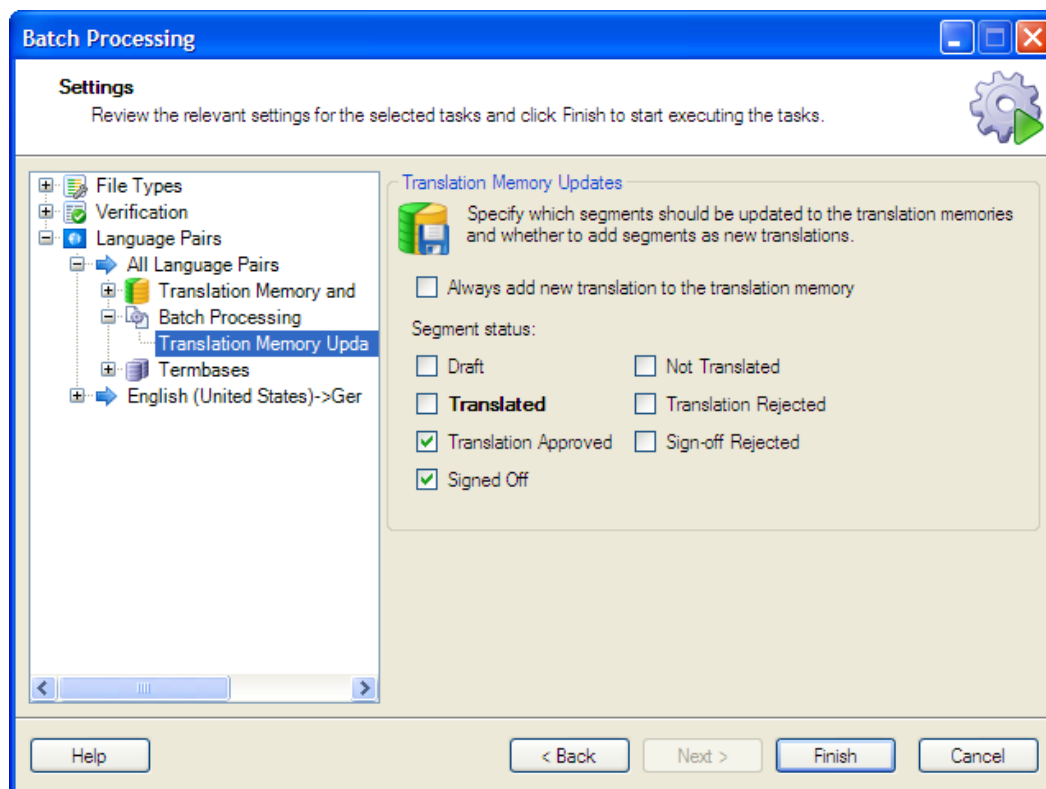 Batch Processing
Settings
Review the relevant settings for the selected tasks and click Finish to start executing the tasks.
File Types
Verification
Language Pairs
All Language Pairs
Translation Memory and
Batch Processing
Translation Memory Upda
Termbases
English (United States)->Ger
Translation Memory Updates
Specify which segments should be updated to the translation memories
and whether to add segments as new translations.
Always add new translation to the translation memory
Segment status:
Draft
Not Translated
Translated
Translation Rejected
Translation Approved
Sign-off Rejected
Signed Off
Help
< Back
Next >
Finish
Cancel